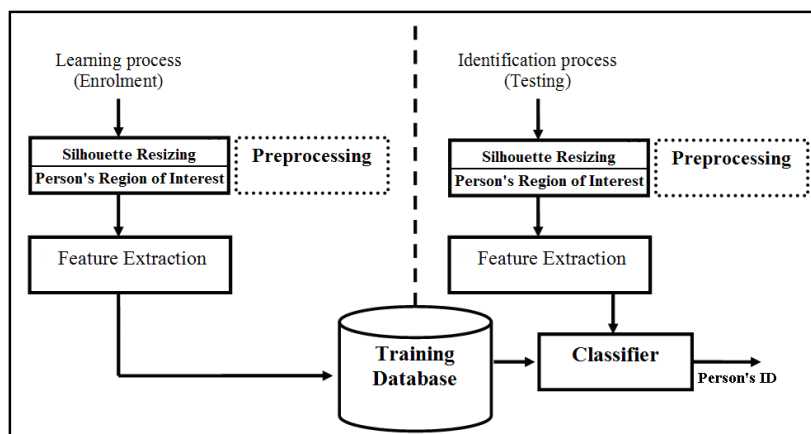 Learning process
(Enrolment)
Silhouette Resizing
Person's Region of Interest
Preprocessing
Feature Extraction
Identification process
(Testing)
Silhouette Resizing
Person's Region of Interest
Preprocessing
Feature Extraction
Training
Database
Classifier
Person's ID